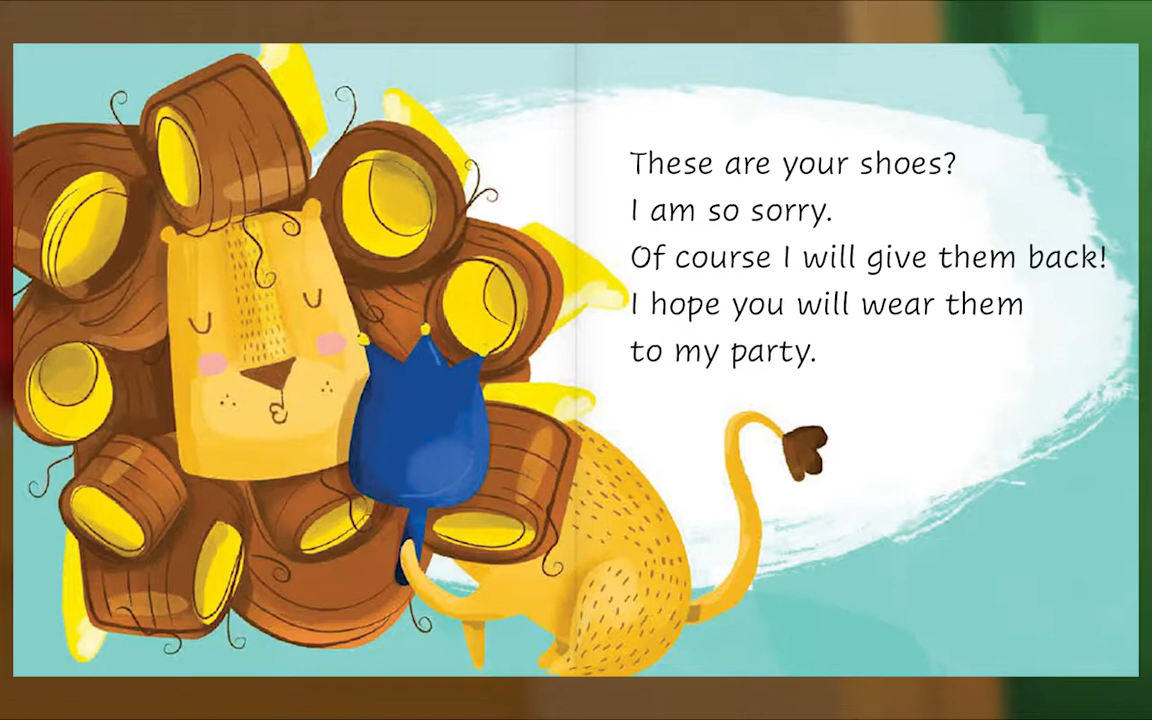 These are your shoes?
I am so sorry.
Of course I will give them back!
I hope you will wear them
to my party.